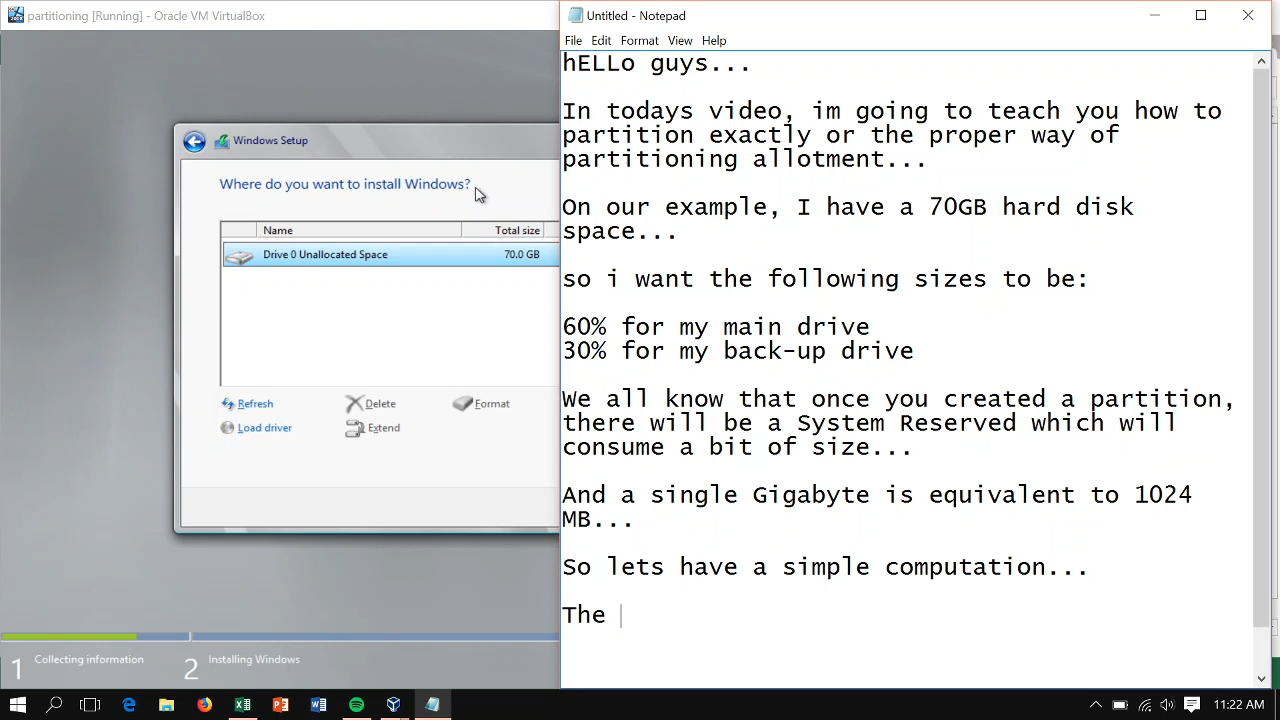 partitioning [Running] - Oracle VM VirtualBox
Windows Setup
Where do you want to install Windows?
Name Total size
Drive 0 Unallocated Space 70.0 GB
Refresh Delete Format
Load driver Extend
1 Collecting information 2 Installing Windows
Untitled - Notepad
File Edit Format View Help
hELLo guys...
In todays video, im going to teach you how to
partition exactly or the proper way of
partitioning allotment...
On our example, I have a 70GB hard disk
space...
so i want the following sizes to be:
60% for my main drive
30% for my back-up drive
We all know that once you created a partition,
there will be a System Reserved which will
consume a bit of size...
And a single Gigabyte is equivalent to 1024
MB...
So lets have a simple computation...
The
11:22 AM